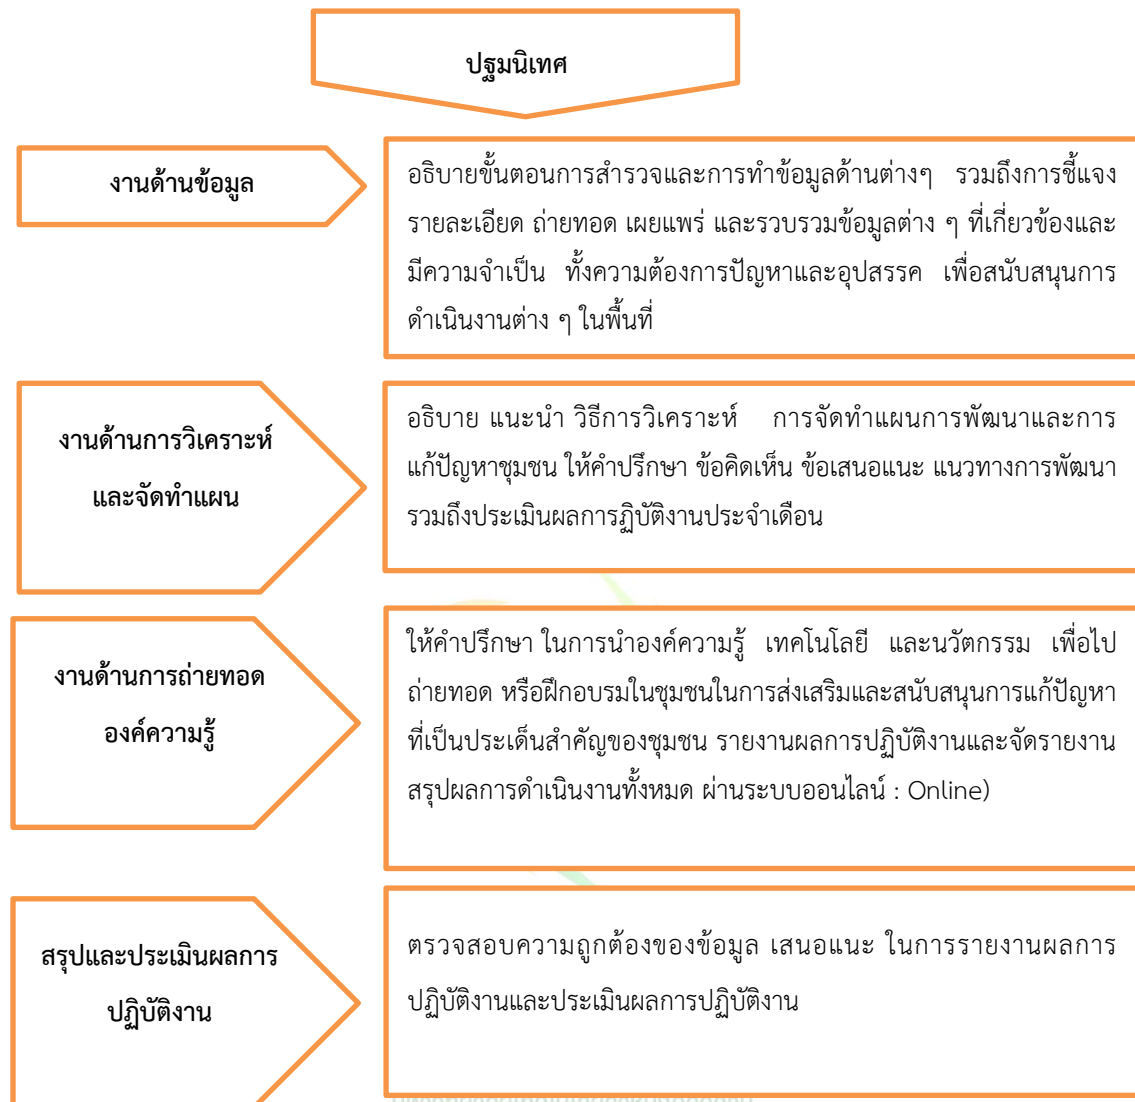 ปฐมนิเทศ
งานด้านข้อมูล
อธิบายขั้นตอนการสำรวจและการทำข้อมูลด้านต่างๆ รวมถึงการชี้แจง
รายละเอียด ถ่ายทอด เผยแพร่ และรวบรวมข้อมูลต่าง ๆ ที่เกี่ยวข้องและ
มีความจำเป็น ทั้งความต้องการปัญหาและอุปสรรค เพื่อสนับสนุนการ
ดำเนินงานต่าง ๆ ในพื้นที่
งานด้านการวิเคราะห์
และจัดทำแผน
อธิบาย แนะนำ วิธีการวิเคราะห์ การจัดทำแผนการพัฒนาและการ
แก้ปัญหาชุมชน ให้คำปรึกษา ข้อคิดเห็น ข้อเสนอแนะ แนวทางการพัฒนา
รวมถึงประเมินผลการฏิบัติงานประจำเดือน
งานด้านการถ่ายทอด
องค์ความรู้
ให้คำปรึกษา ในการนำองค์ความรู้ เทคโนโลยี และนวัตกรรม เพื่อไป
ถ่ายทอด หรือฝึกอบรมในชุมชนในการส่งเสริมและสนับสนุนการแก้ปัญหา
ที่เป็นประเด็นสำคัญของชุมชน รายงานผลการปฏิบัติงานและจัดรายงาน
สรุปผลการดำเนินงานทั้งหมด ผ่านระบบออนไลน์ : Online)
สรุปและประเมินผลการ
ปฏิบัติงาน
ตรวจสอบความถูกต้องของข้อมูล เสนอแนะ ในการรายงานผลการ
ปฏิบัติงานและประเมินผลการปฏิบัติงาน